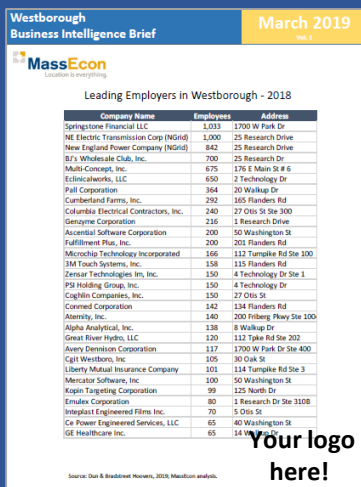 Westborough
Business Intelligence Brief
March 2019
MassEcon
Location is everything.
Leading Employers in Westborough - 2018
Company Name Employees Address
Springstone Financial LLC 1,033 1700 W Park Dr
NE Electric Transmission Corp (NGrid) 1,000 25 Research Drive
New England Power Company (NGrid) 842 25 Research Drive
BJ's Wholesale Club, Inc. 700 25 Research Dr
Multi-Concept, Inc. 675 176 E Main St # 6
Eclinicalworks, LLC 650 2 Technology Dr
Pall Corporation 364 20 Walkup Dr
Cumberland Farms, Inc. 292 165 Flanders Rd
Columbia Electrical Contractors, Inc. 240 27 Otis St Ste 300
Genzyme Corporation 216 1 Research Drive
Ascential Software Corporation 200 50 Washington St
Fulfillment Plus, Inc. 200 201 Flanders Rd
Microchip Technology Incorporated 166 112 Turnpike Rd Ste 100
3M Touch Systems, Inc. 158 115 Flanders Rd
Zensar Technologies Im, Inc. 150 4 Technology Dr Ste 1
PSI Holding Group, Inc. 150 4 Technology Dr
Coghlin Companies, Inc. 150 27 Otis St
Conmed Corporation 142 134 Flanders Rd
Aternity, Inc. 140 200 Friberg Pkwy Ste 100
Alpha Analytical, Inc. 138 8 Walkup Dr
Great River Hydro, LLC 120 112 Tpke Rd Ste 202
Avery Dennison Corporation 117 1700 W Park Dr Ste 400
Cgit Westboro, Inc 105 30 Oak St
Liberty Mutual Insurance Company 101 114 Turnpike Rd Ste 3
Mercator Software, Inc 100 50 Washington St
Kopin Targeting Corporation 99 125 North Dr
Emulex Corporation 80 1 Research Dr Ste 310B
Inteplast Engineered Films Inc. 70 5 Otis St
Ce Power Engineered Services, LLC 65 40 Washington St
GE Healthcare Inc. 65 14 Dr
Your logo
here!
Source: Dun & Bradstreet Hoovers, 2019; MassEcon analysis.